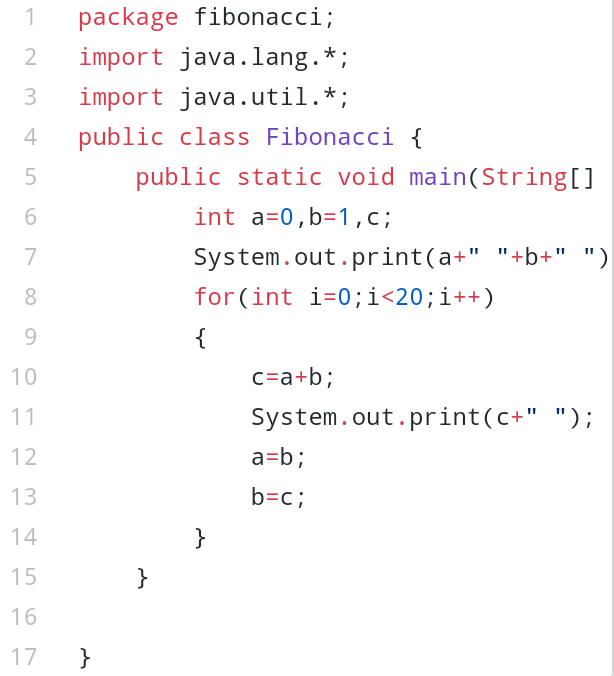 1 package fibonacci;
2 import java.lang.*;
3 import java.util.*;
4 public class Fibonacci {
5 public static void main(String[]
6 int a=0,b=1,c;
7 System.out.print(a+" "+b+" ")
8 for(int i=0;i<20;i++)
9 {
10 c=a+b;
11 System.out.print(c+" ");
12 a=b;
13 b=c;
14 }
15 }
16
17 }